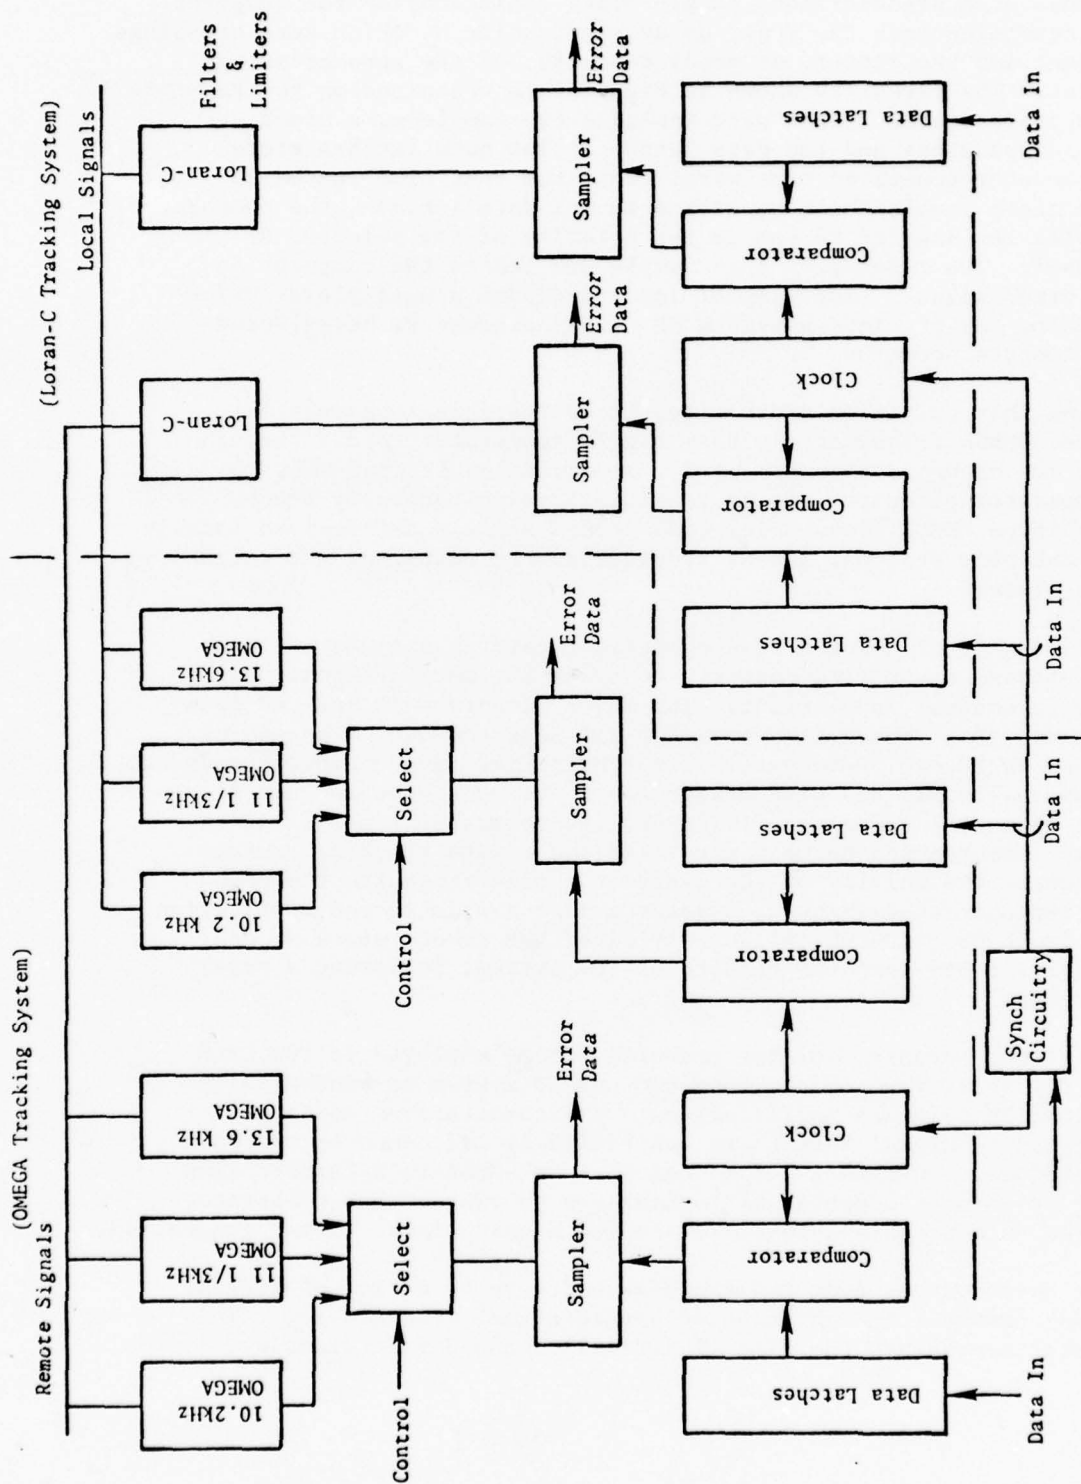 (OMEGA Tracking System)
Remote Signals
(Loran-C Tracking System)
Local Signals
Filters
&
Limiters
10.2kHz
OMEGA
11 1/3kHz
OMEGA
13.6 kHz
OMEGA
10.2 kHz
OMEGA
11 1/3kHz
OMEGA
13.6kHz
OMEGA
Loran-C
Loran-C
Control
Select
Control
Select
Sampler
Error
Data
Sampler
Error
Data
Sampler
Error
Data
Sampler
Error
Data
Data Latches
Comparator
Clock
Comparator
Data Latches
Data Latches
Comparator
Clock
Comparator
Data Latches
Data In
Synch
Circuitry
Data In
Data In
Data In